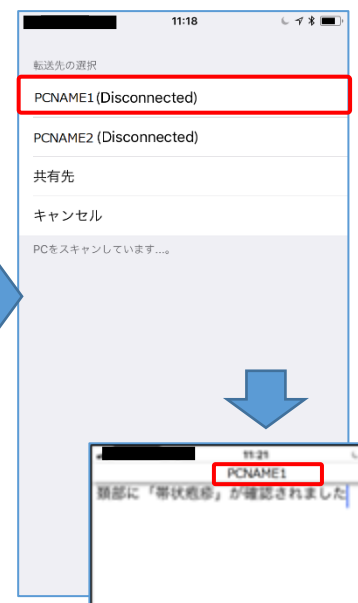 11:18
転送先の選択
PCNAME1 (Disconnected)
PCNAME2 (Disconnected)
共有先
キャンセル
PCをスキャンしています...。
11:21
PCNAME1
頚部に「帯状疱疹」が確認されました